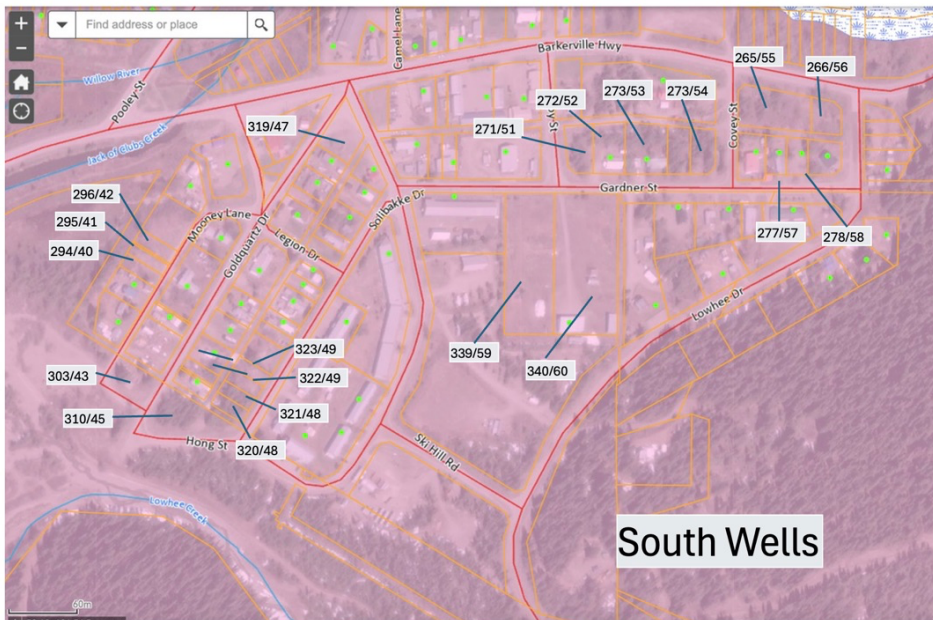 +
Find address or place
−
Camel Lane
Barkerville Hwy
265/55
266/56
Willow River
Pooley St
272/52
273/53
273/54
Covey St
319/47
271/51
Jack of Clubs Creek
Gardner St
296/42
Mooney Lane
Goldquartz Dr
Solibakke Dr
295/41
Legion Dr
277/57
278/58
294/40
Lowhee Dr
323/49
339/59
340/60
303/43
322/49
310/45
321/48
Hong St
320/48
Ski Hill Rd
Lowhee Creek
South Wells
60m